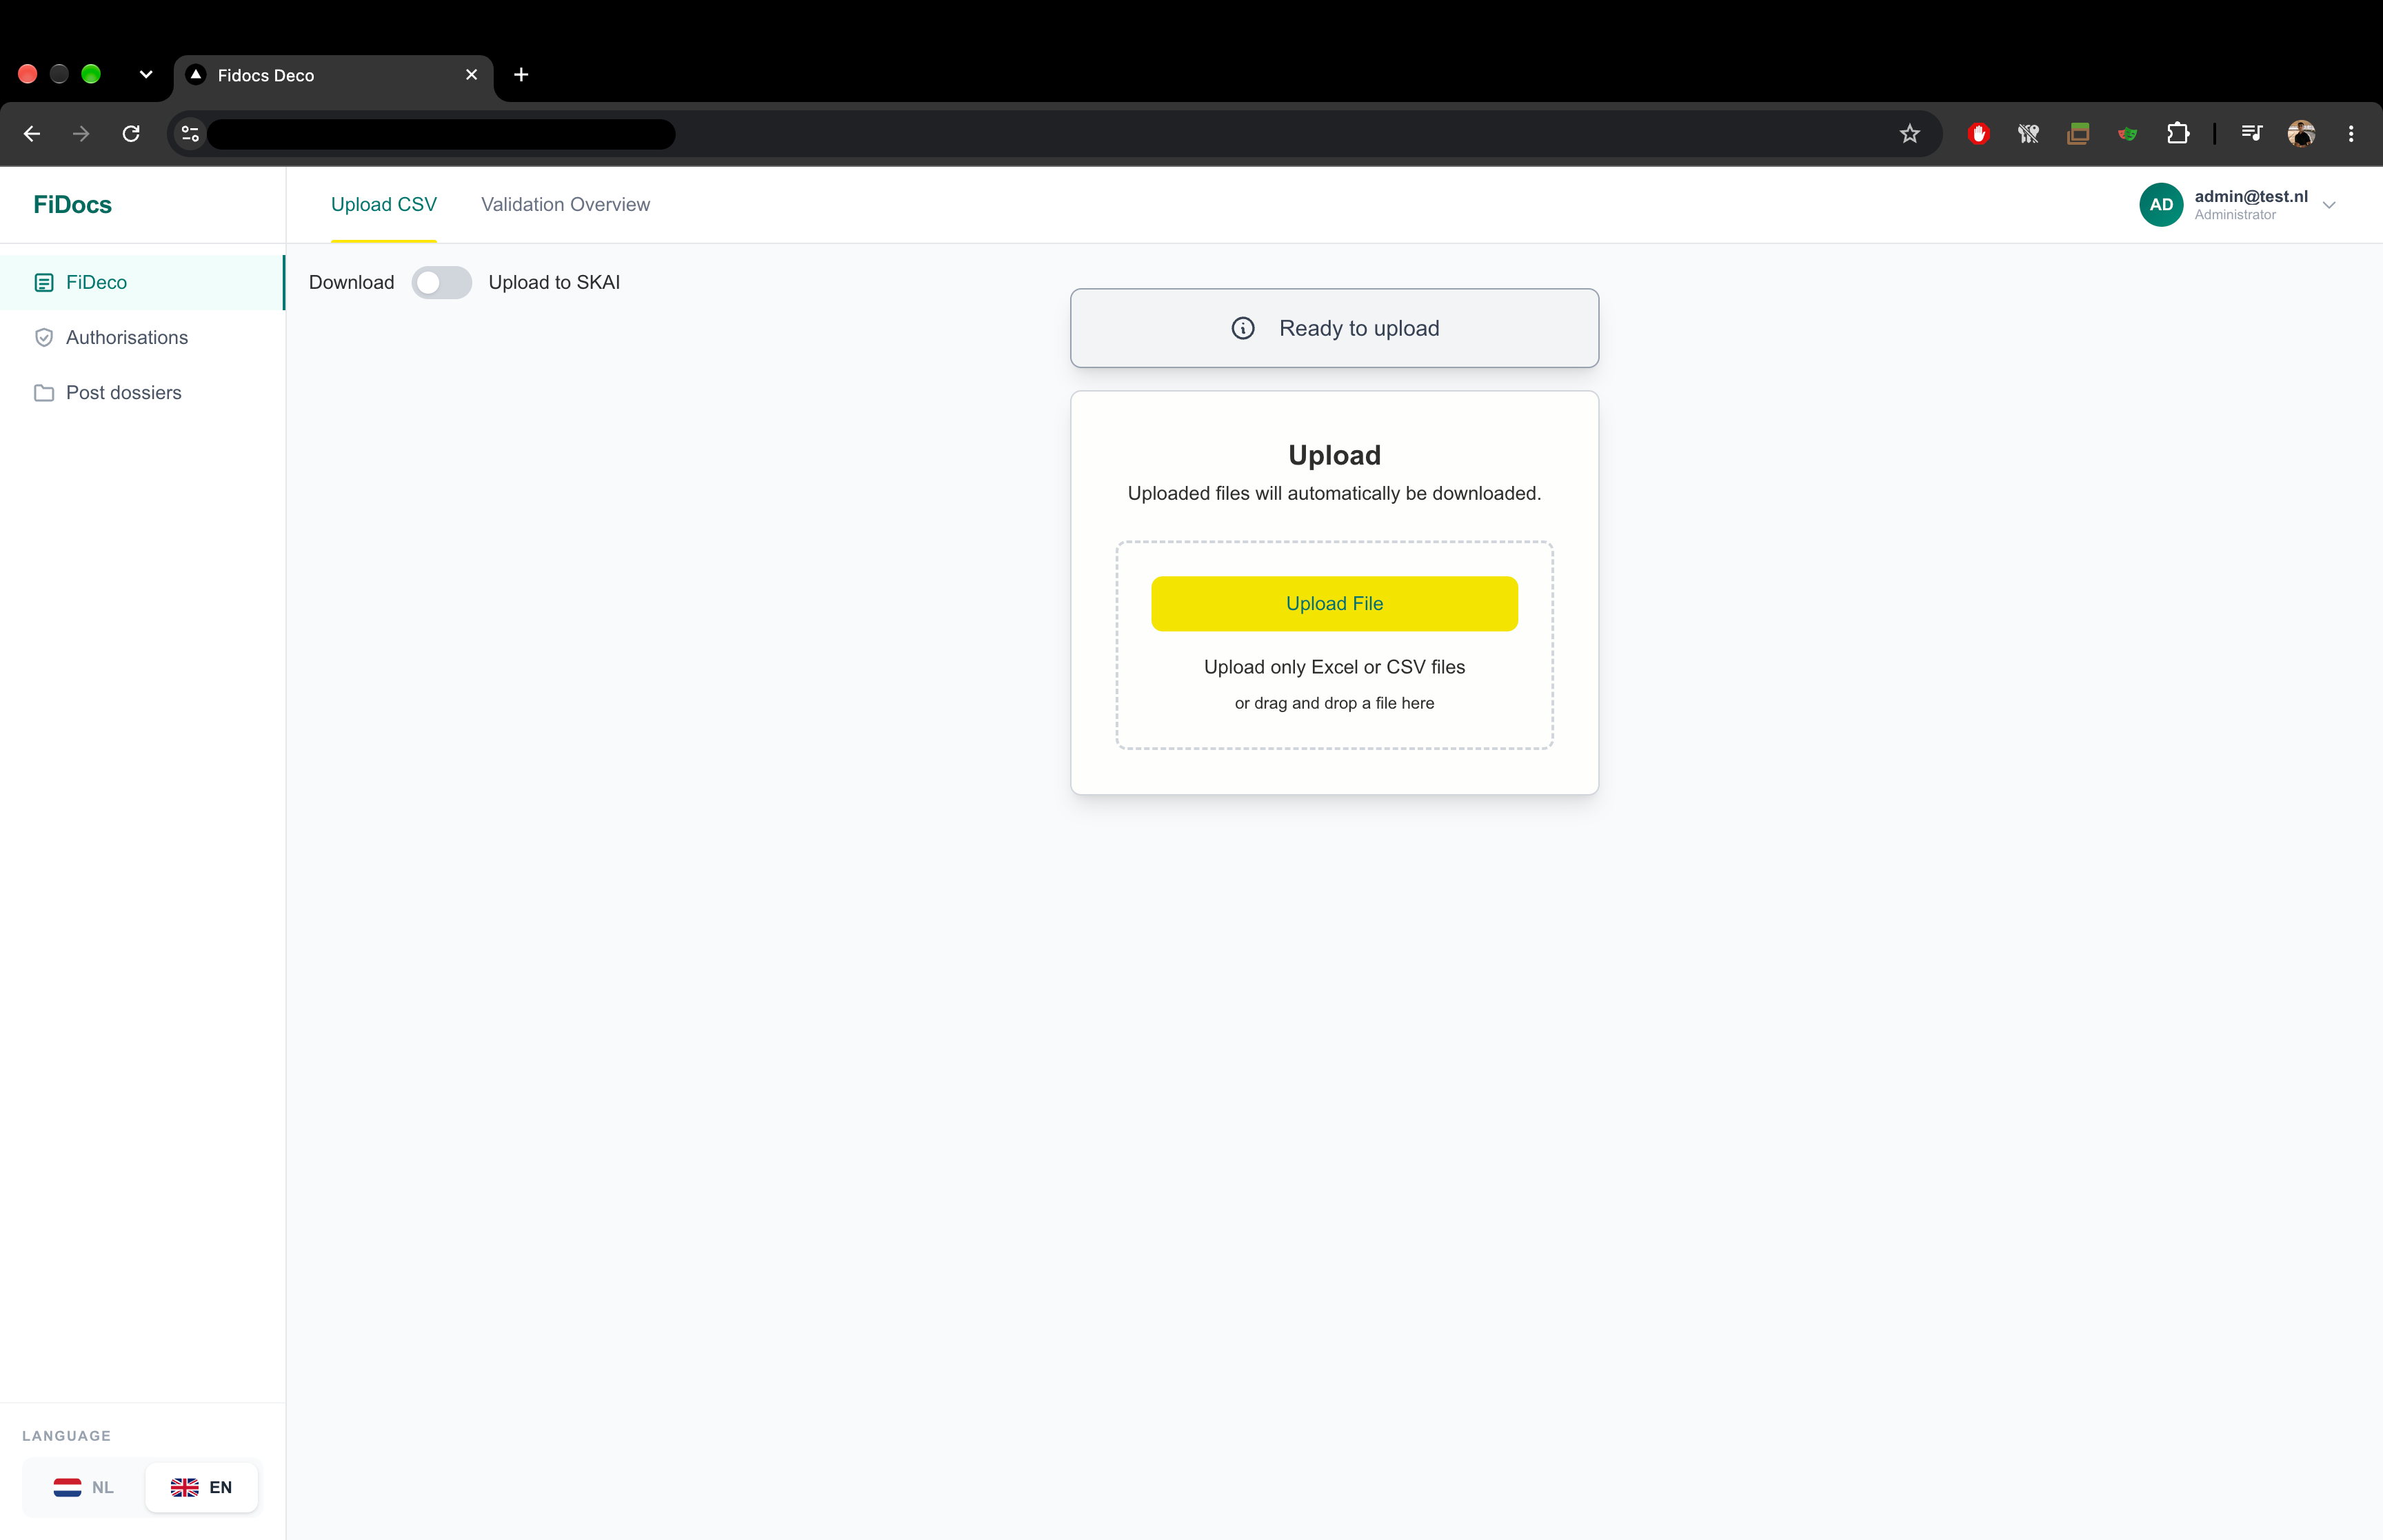 Fidocs Deco
FiDocs
Upload CSV
Validation Overview
AD
admin@test.nl
Administrator
FiDeco
Authorisations
Post dossiers
Download
Upload to SKAI
Ready to upload
Upload
Uploaded files will automatically be downloaded.
Upload File
Upload only Excel or CSV files
or drag and drop a file here
LANGUAGE
NL
EN